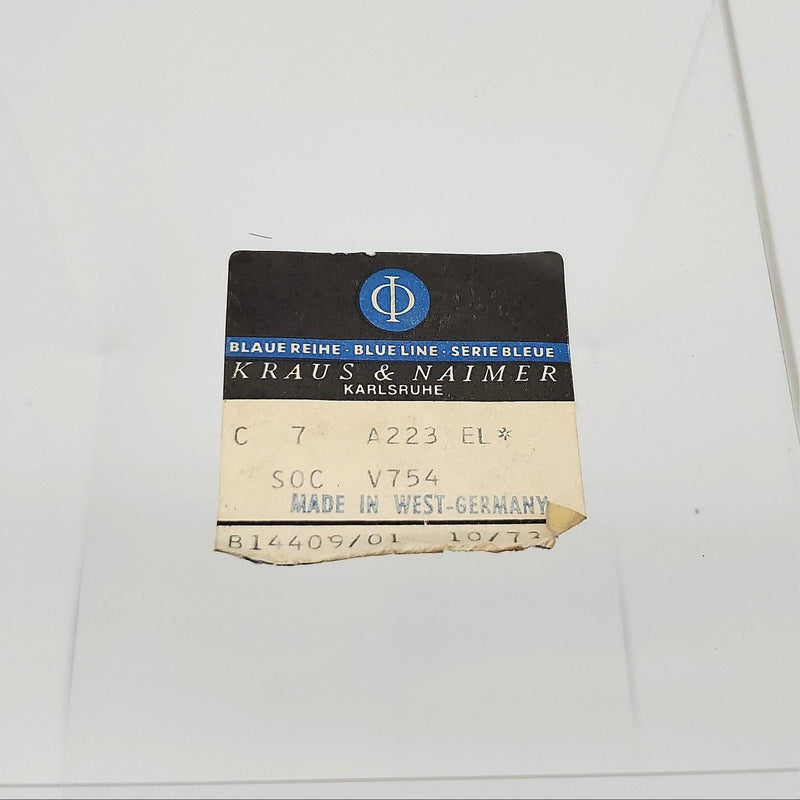 BLAUE REIHE · BLUE LINE · SERIE BLEUE
KRAUS & NAIMER
KARLSRUHE
C 7 A223 EL*
SOC V754
MADE IN WEST-GERMANY
B14409/01 10/73